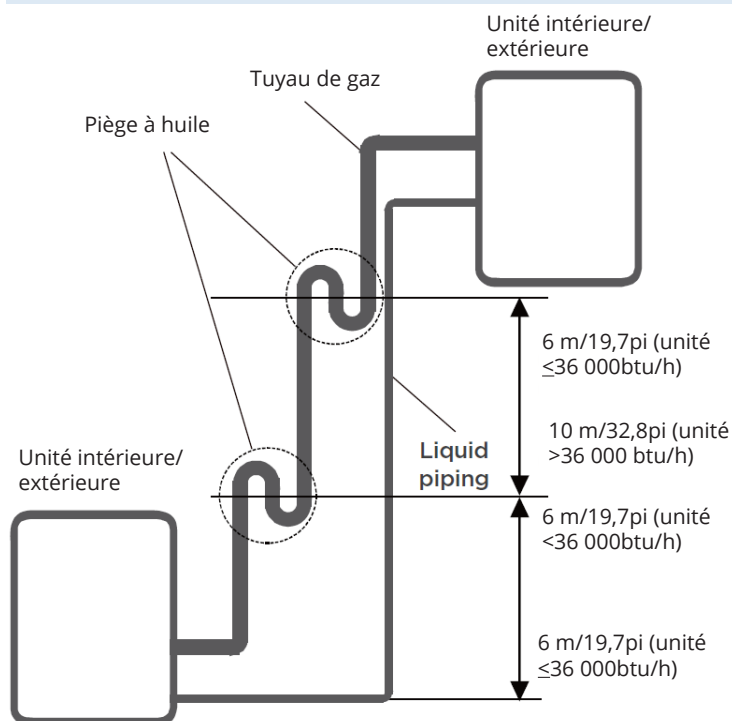 Unité intérieure/
extérieure
Tuyau de gaz
Piège à huile
6 m/19,7pi (unité
≤36 000btu/h)
10 m/32,8pi (unité
>36 000 btu/h)
Liquid
piping
Unité intérieure/
extérieure
6 m/19,7pi (unité
<36 000btu/h)
6 m/19,7pi (unité
≤36 000btu/h)